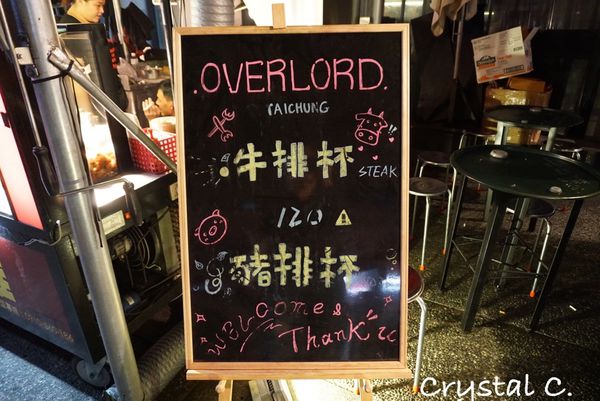 .OVERLORD.
TAICHUNG
牛排杯
STEAK
120
豬排杯
WELCOME
Thank u
Crystal C.